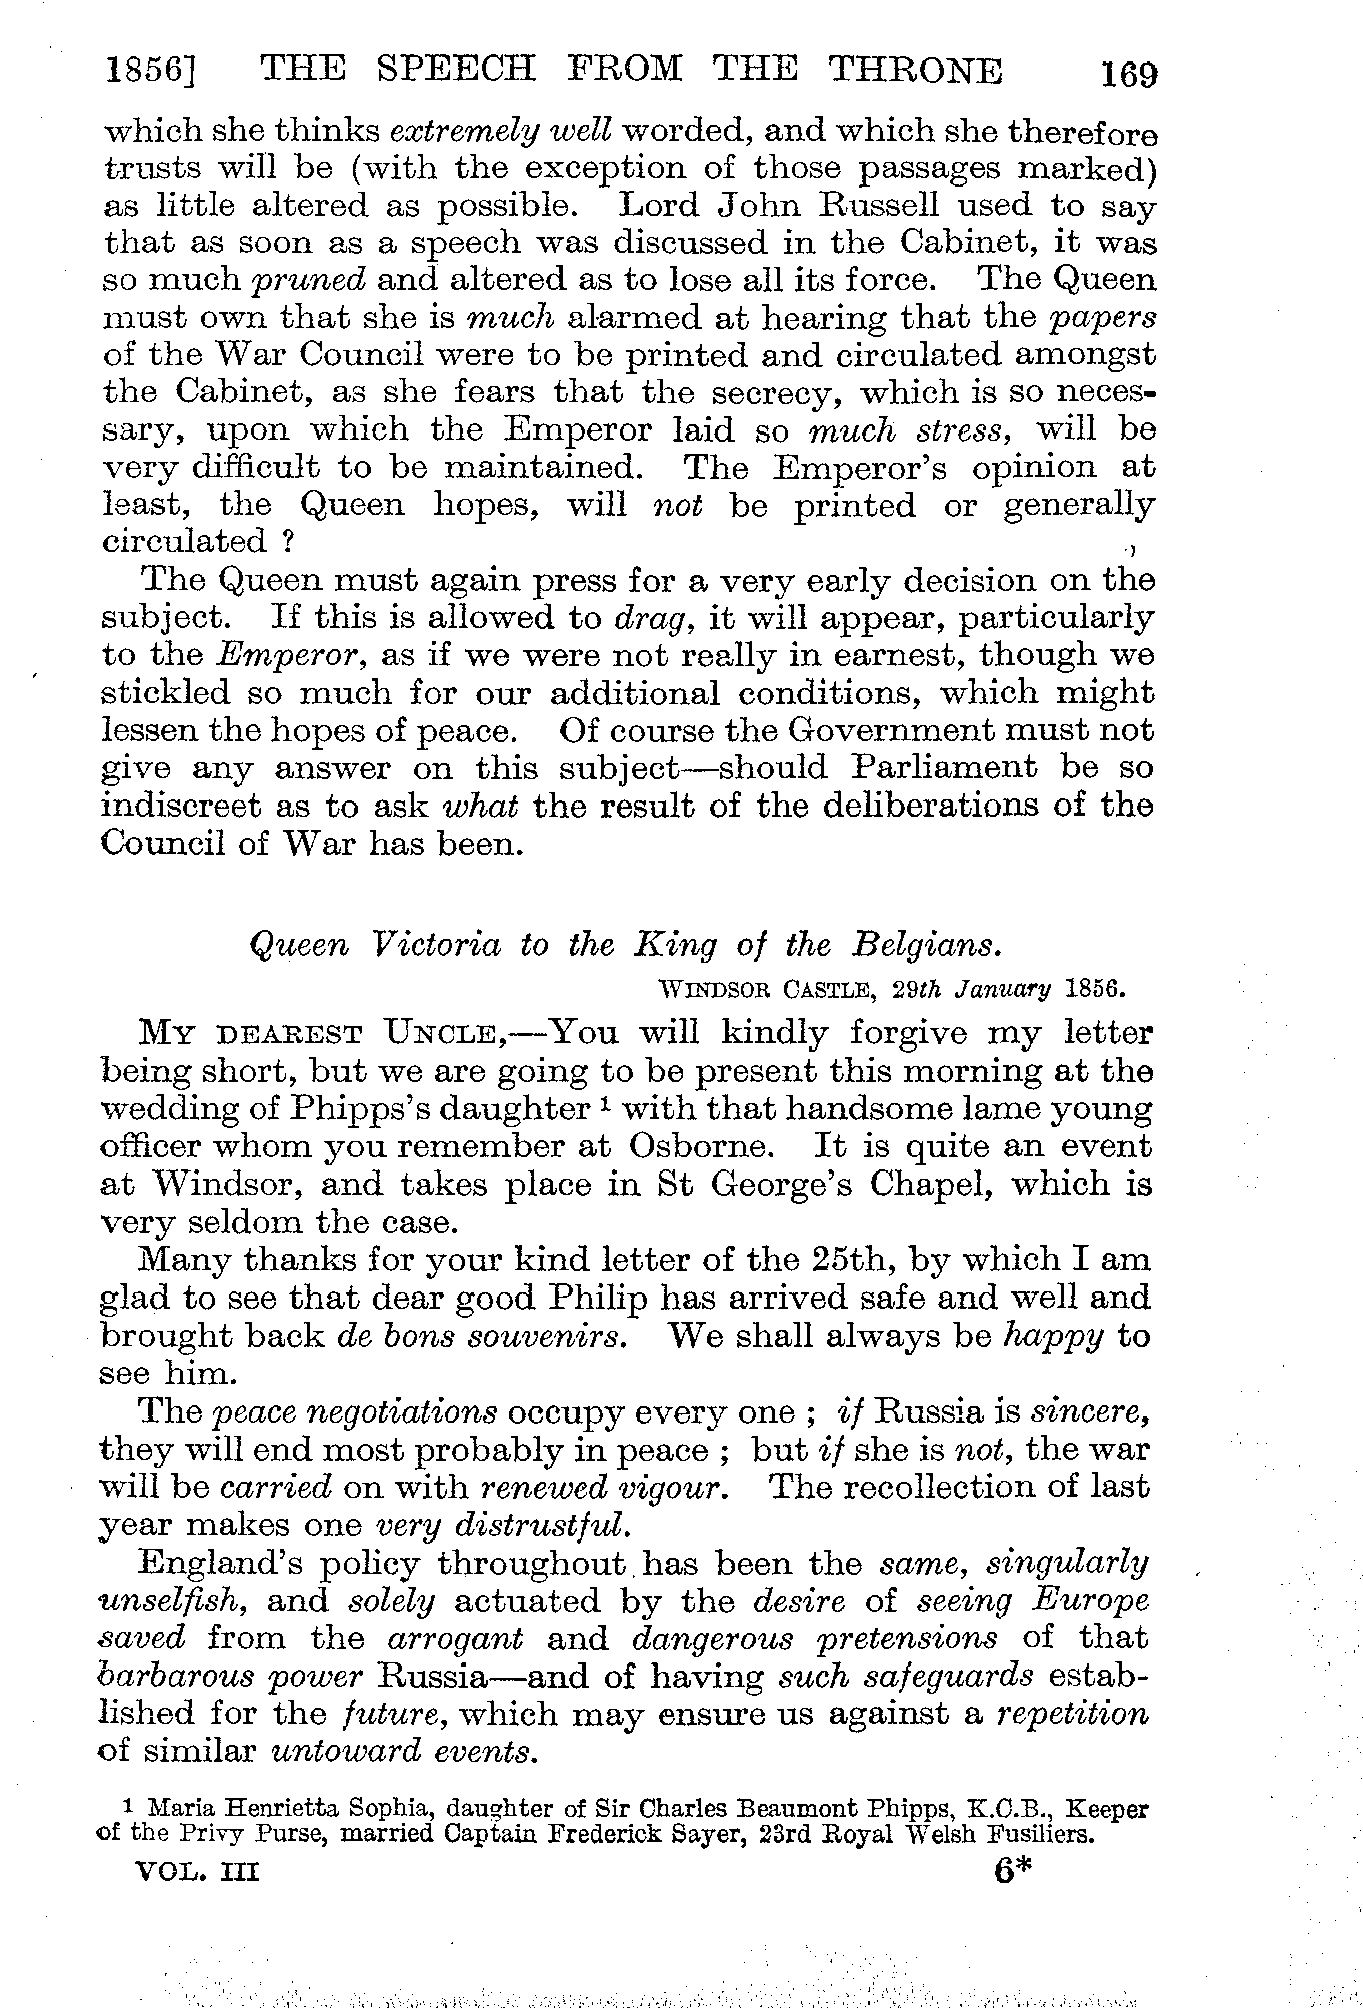 1856] THE SPEECH FROM THE THRONE 169
which she thinks extremely well worded, and which she therefore
trusts will be (with the exception of those passages marked)
as little altered as possible. Lord John Russell used to say
that as soon as a speech was discussed in the Cabinet, it was
so much pruned and altered as to lose all its force. The Queen
must own that she is much alarmed at hearing that the papers
of the War Council were to be printed and circulated amongst
the Cabinet, as she fears that the secrecy, which is so neces-
sary, upon which the Emperor laid so much stress, will be
very difficult to be maintained. The Emperor's opinion at
least, the Queen hopes, will not be printed or generally
circulated ?
The Queen must again press for a very early decision on the
subject. If this is allowed to drag, it will appear, particularly
to the Emperor, as if we were not really in earnest, though we
stickled so much for our additional conditions, which might
lessen the hopes of peace. Of course the Government must not
give any answer on this subject—should Parliament be so
indiscreet as to ask what the result of the deliberations of the
Council of War has been.
Queen Victoria to the King of the Belgians.
WINDSOR CASTLE, 29th January 1856.
MY DEAREST UNCLE,—You will kindly forgive my letter
being short, but we are going to be present this morning at the
wedding of Phipps's daughter 1 with that handsome lame young
officer whom you remember at Osborne. It is quite an event
at Windsor, and takes place in St George's Chapel, which is
very seldom the case.
Many thanks for your kind letter of the 25th, by which I am
glad to see that dear good Philip has arrived safe and well and
brought back de bons souvenirs. We shall always be happy to
see him.
The peace negotiations occupy every one ; if Russia is sincere,
they will end most probably in peace ; but if she is not, the war
will be carried on with renewed vigour. The recollection of last
year makes one very distrustful.
England's policy throughout has been the same, singularly
unselfish, and solely actuated by the desire of seeing Europe
saved from the arrogant and dangerous pretensions of that
barbarous power Russia—and of having such safeguards estab-
lished for the future, which may ensure us against a repetition
of similar untoward events.
1 Maria Henrietta Sophia, daughter of Sir Charles Beaumont Phipps, K.C.B., Keeper
of the Privy Purse, married Captain Frederick Sayer, 23rd Royal Welsh Fusiliers.
VOL. III 6*